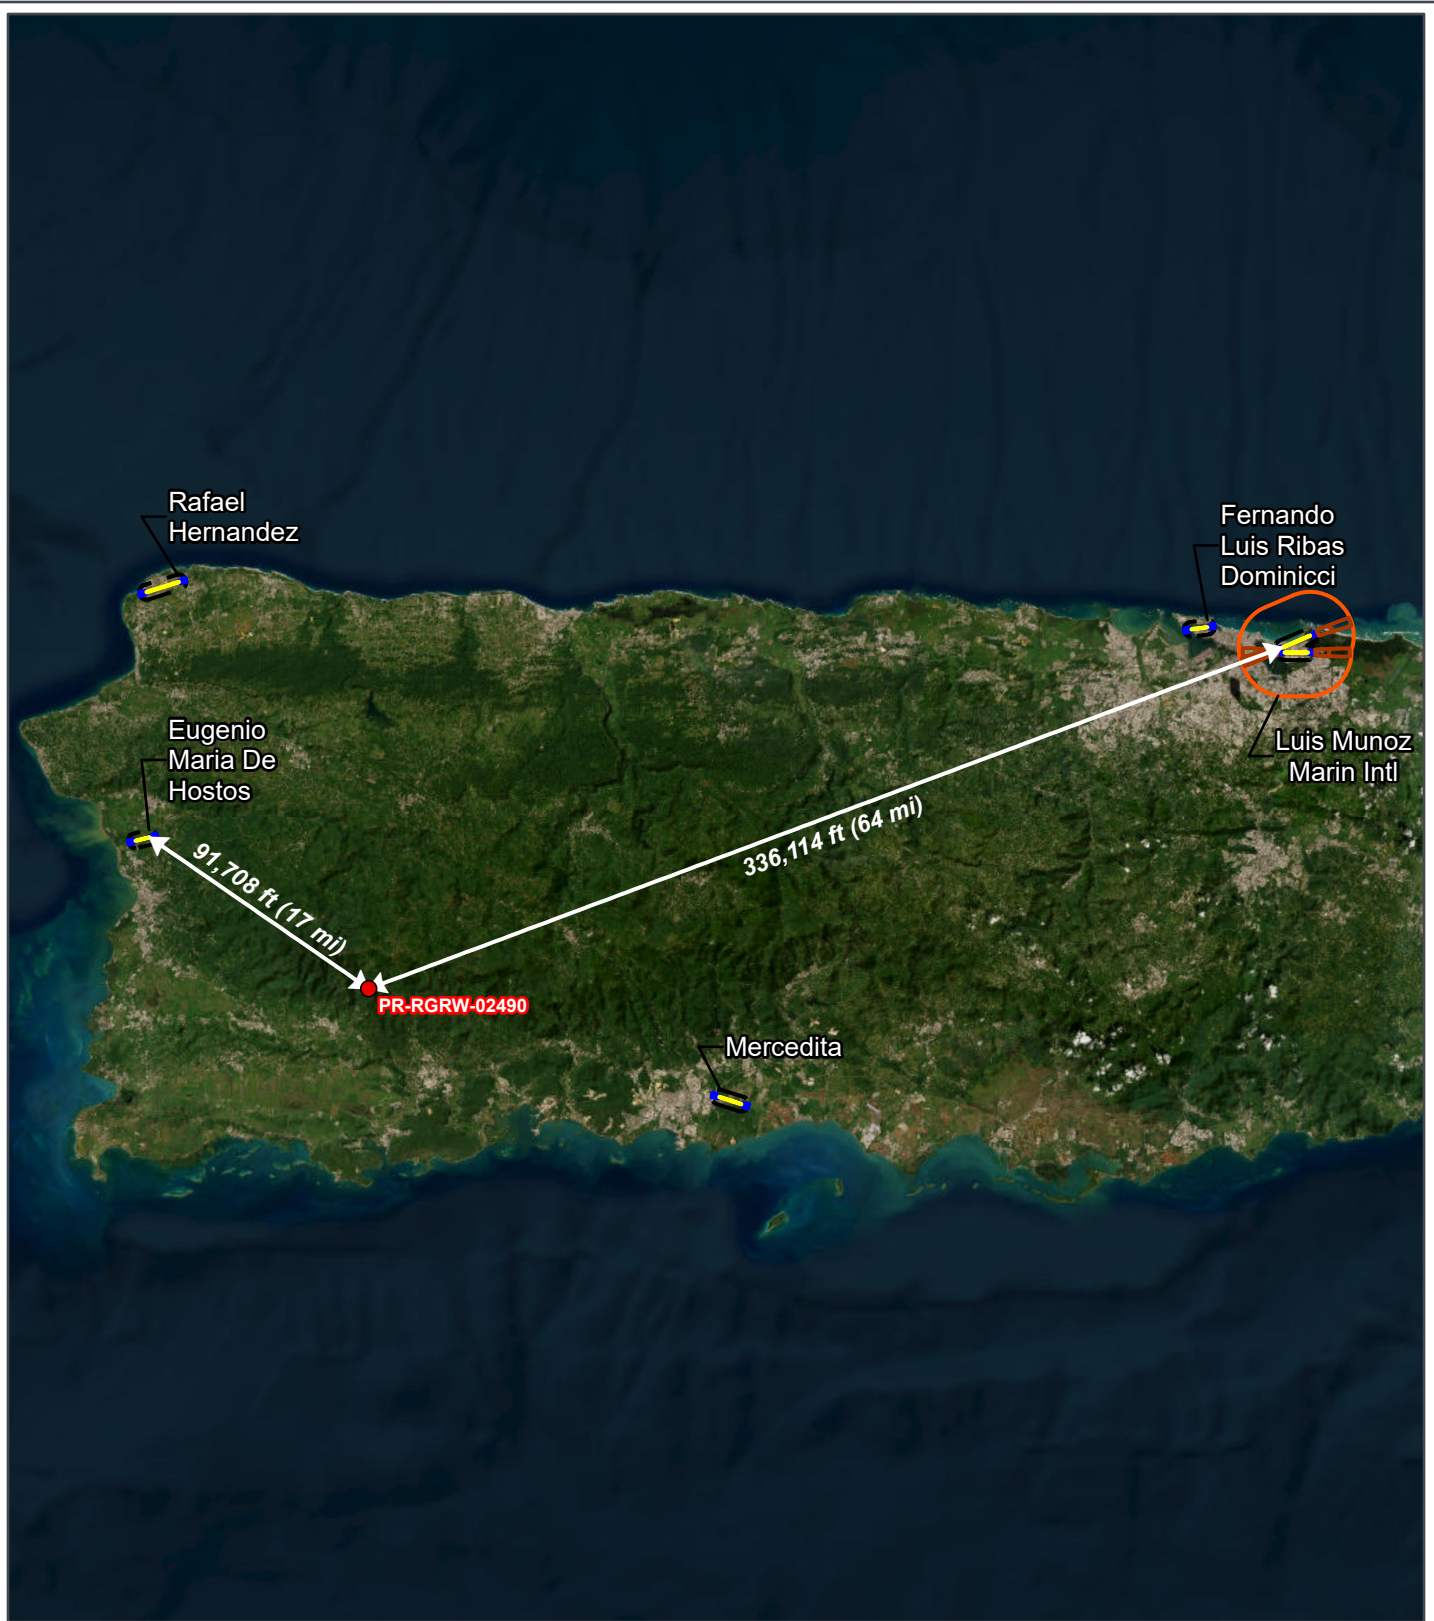 Rafael
Hernandez
Fernando
Luis Ribas
Dominicci
Eugenio
Maria De
Hostos
Luis Munoz
Marin Intl
336,114 ft (64 mi)
91,708 ft (17 mi)
PR-RGRW-02490
Mercedita